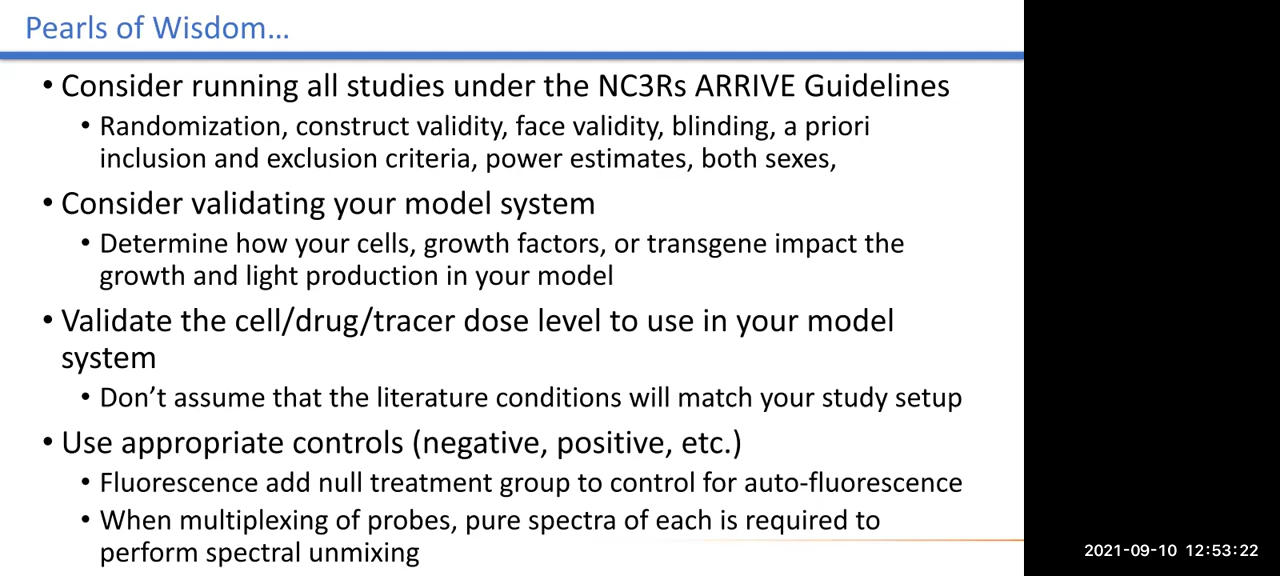 Pearls of Wisdom…
• Consider running all studies under the NC3Rs ARRIVE Guidelines
• Randomization, construct validity, face validity, blinding, a priori
inclusion and exclusion criteria, power estimates, both sexes,
• Consider validating your model system
• Determine how your cells, growth factors, or transgene impact the
growth and light production in your model
• Validate the cell/drug/tracer dose level to use in your model
system
• Don’t assume that the literature conditions will match your study setup
• Use appropriate controls (negative, positive, etc.)
• Fluorescence add null treatment group to control for auto-fluorescence
• When multiplexing of probes, pure spectra of each is required to
perform spectral unmixing
2021-09-10 12:53:22